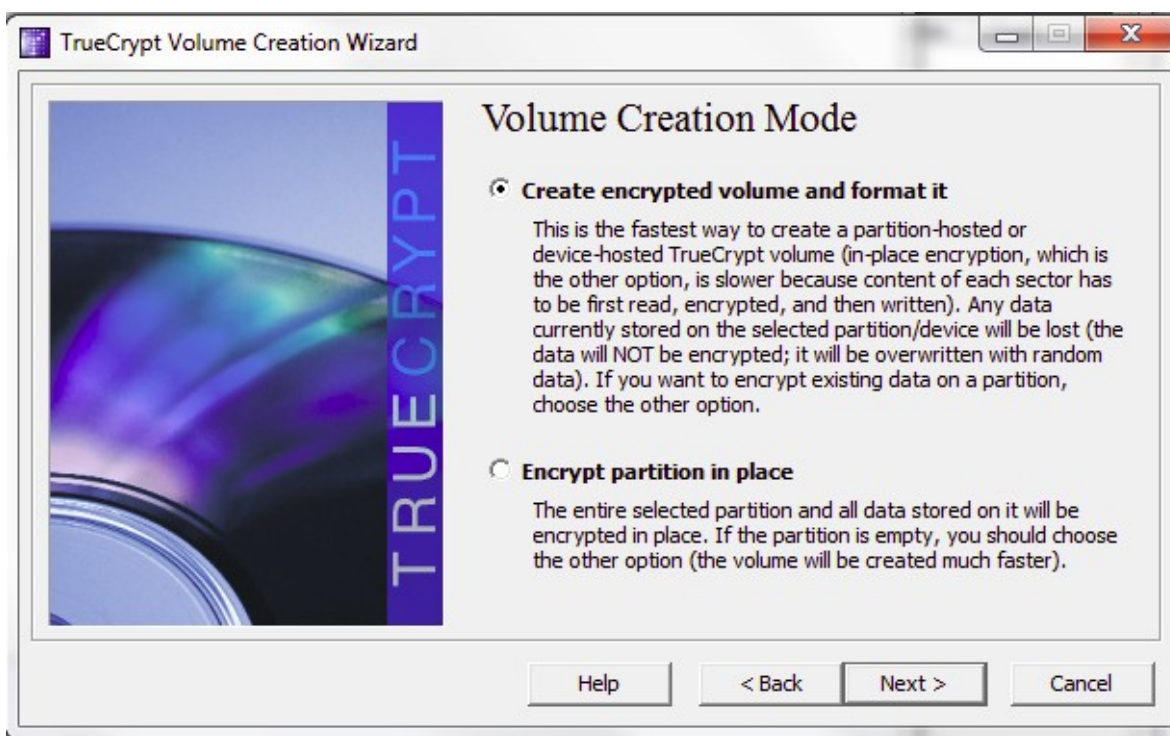 TrueCrypt Volume Creation Wizard
TRUECRYPT
Volume Creation Mode
Create encrypted volume and format it
This is the fastest way to create a partition-hosted or
device-hosted TrueCrypt volume (in-place encryption, which is
the other option, is slower because content of each sector has
to be first read, encrypted, and then written). Any data
currently stored on the selected partition/device will be lost (the
data will NOT be encrypted; it will be overwritten with random
data). If you want to encrypt existing data on a partition,
choose the other option.
Encrypt partition in place
The entire selected partition and all data stored on it will be
encrypted in place. If the partition is empty, you should choose
the other option (the volume will be created much faster).
Help < Back Next > Cancel